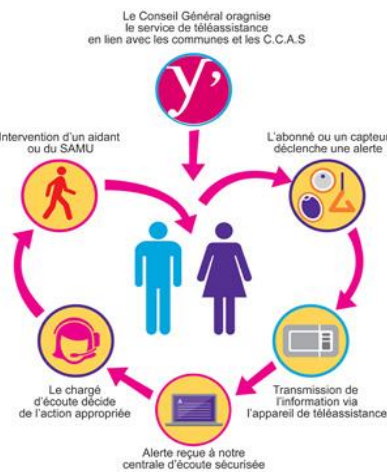 Le Conseil Général oragnise
le service de téléassistance
en lien avec les communes et les C.C.A.S
y'
Intervention d'un aidant
ou du SAMU
L'abonné ou un capteur
déclenche une alerte
Le chargé
d'écoute décide
de l'action appropriée
Transmission de
l'information via
l'appareil de téléassistance
Alerte reçue à notre
centrale d'écoute sécurisée